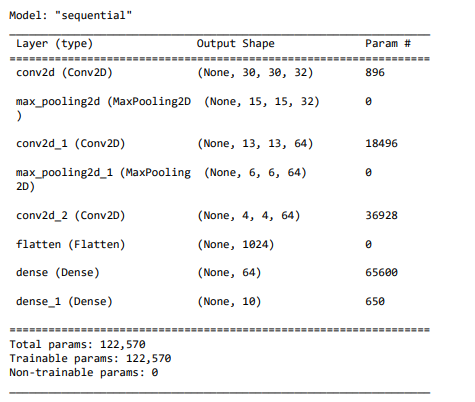 Model: "sequential"
_________________________________________________________________
Layer (type) Output Shape Param #
=================================================================
conv2d (Conv2D) (None, 30, 30, 32) 896
max_pooling2d (MaxPooling2D (None, 15, 15, 32) 0
)
conv2d_1 (Conv2D) (None, 13, 13, 64) 18496
max_pooling2d_1 (MaxPooling (None, 6, 6, 64) 0
2D)
conv2d_2 (Conv2D) (None, 4, 4, 64) 36928
flatten (Flatten) (None, 1024) 0
dense (Dense) (None, 64) 65600
dense_1 (Dense) (None, 10) 650
=================================================================
Total params: 122,570
Trainable params: 122,570
Non-trainable params: 0
_________________________________________________________________